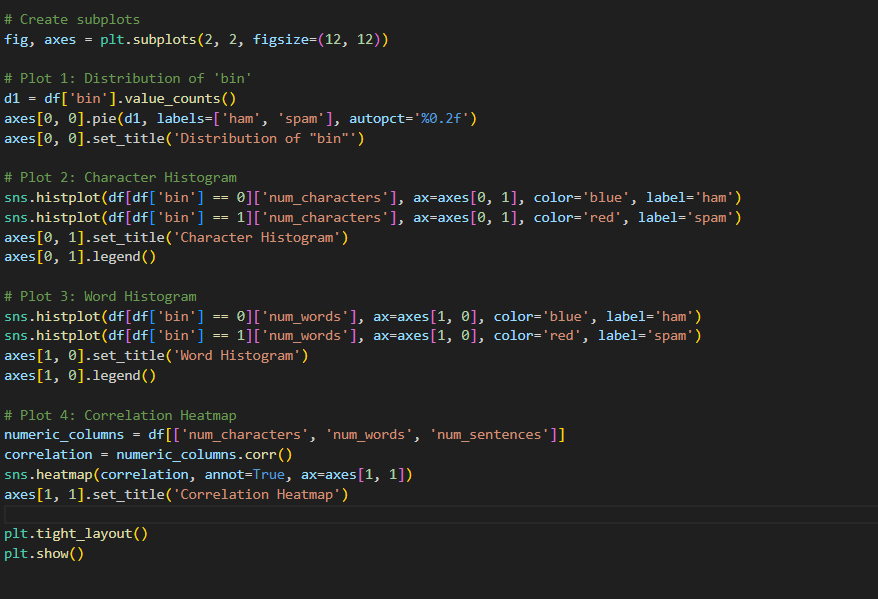 # Create subplots
fig, axes = plt.subplots(2, 2, figsize=(12, 12))
# Plot 1: Distribution of 'bin'
d1 = df['bin'].value_counts()
axes[0, 0].pie(d1, labels=['ham', 'spam'], autopct='%0.2f')
axes[0, 0].set_title('Distribution of "bin"')
# Plot 2: Character Histogram
sns.histplot(df[df['bin'] == 0]['num_characters'], ax=axes[0, 1], color='blue', label='ham')
sns.histplot(df[df['bin'] == 1]['num_characters'], ax=axes[0, 1], color='red', label='spam')
axes[0, 1].set_title('Character Histogram')
axes[0, 1].legend()
# Plot 3: Word Histogram
sns.histplot(df[df['bin'] == 0]['num_words'], ax=axes[1, 0], color='blue', label='ham')
sns.histplot(df[df['bin'] == 1]['num_words'], ax=axes[1, 0], color='red', label='spam')
axes[1, 0].set_title('Word Histogram')
axes[1, 0].legend()
# Plot 4: Correlation Heatmap
numeric_columns = df[['num_characters', 'num_words', 'num_sentences']]
correlation = numeric_columns.corr()
sns.heatmap(correlation, annot=True, ax=axes[1, 1])
axes[1, 1].set_title('Correlation Heatmap')
plt.tight_layout()
plt.show()